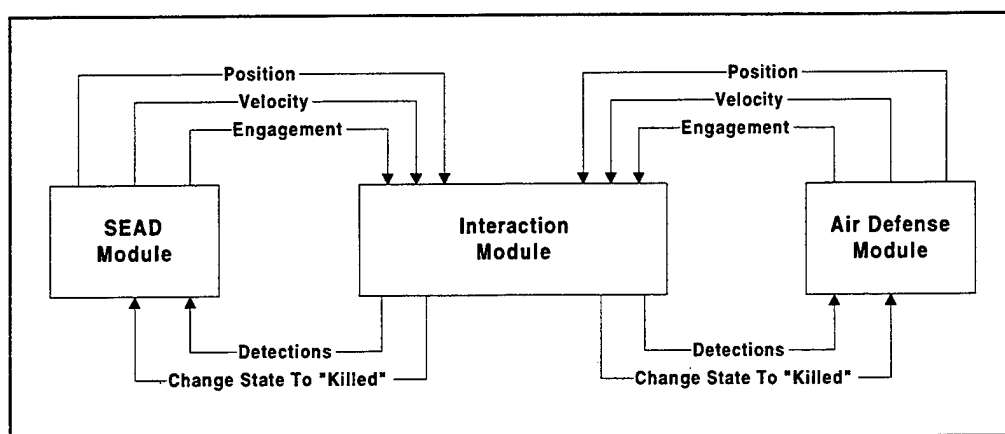 Position
Velocity
Engagement
Position
Velocity
Engagement
SEAD
Module
Interaction
Module
Air Defense
Module
Detections
Change State To "Killed"
Detections
Change State To "Killed"